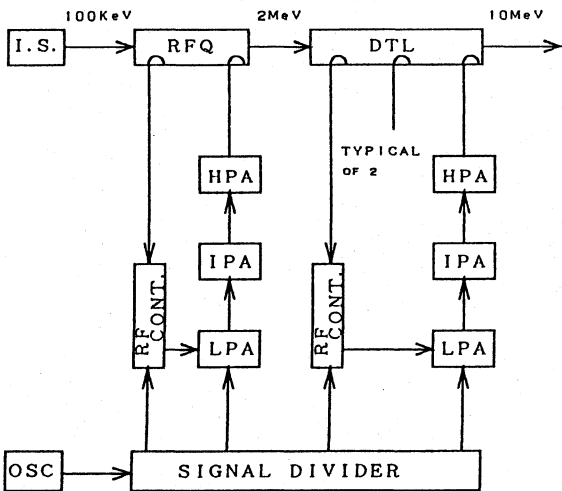 100KeV
2MeV
10MeV
I.S.
RFQ
DTL
TYPICAL
OF 2
HPA
HPA
IPA
IPA
RF
CONT.
LPA
RF
CONT.
LPA
OSC
SIGNAL DIVIDER